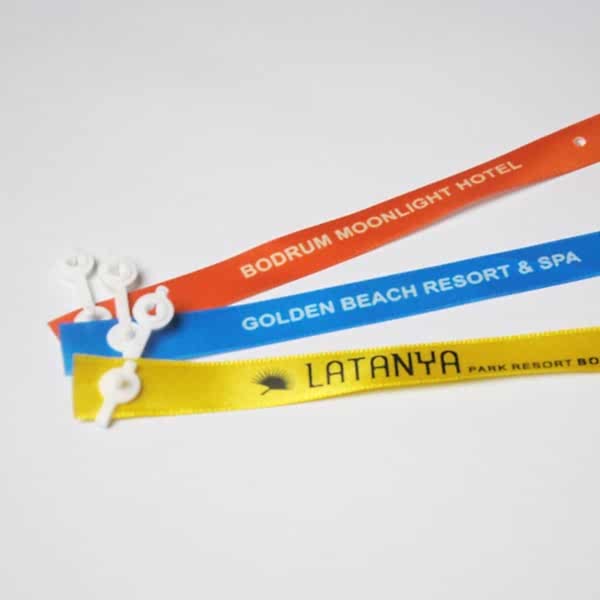 BODRUM MOONLIGHT HOTEL
GOLDEN BEACH RESORT & SPA
LATANYA PARK RESORT BO